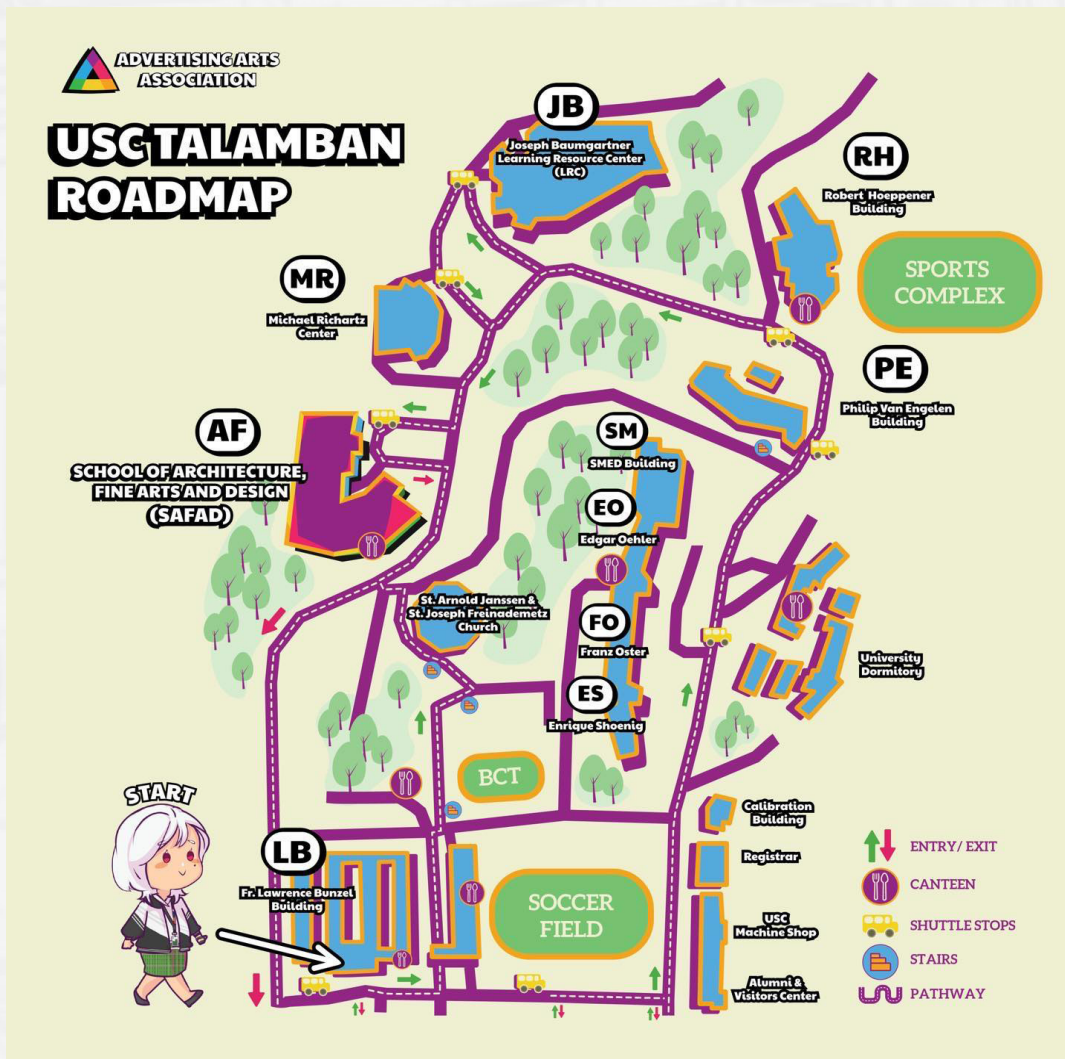 ADVERTISING ARTS
ASSOCIATION
USC TALAMBAN
ROADMAP
JB
Joseph Baumgartner
Learning Resource Center
(LRC)
RH
Robert Hoeppener
Building
SPORTS
COMPLEX
MR
Michael Richartz
Center
PE
Philip Van Engelen
Building
AF
SCHOOL OF ARCHITECTURE,
FINE ARTS AND DESIGN
(SAFAD)
SM
SMED Building
EO
Edgar Oehler
St. Arnold Janssen &
St. Joseph Freinademetz
Church
FO
Franz Oster
University
Dormitory
ES
Enrique Shoenig
BCT
START
Calibration
Building
LB
Fr. Lawrence Bunzel
Building
Registrar
SOCCER
FIELD
USC
Machine Shop
Alumni &
Visitors Center
ENTRY/ EXIT
CANTEEN
SHUTTLE STOPS
STAIRS
PATHWAY